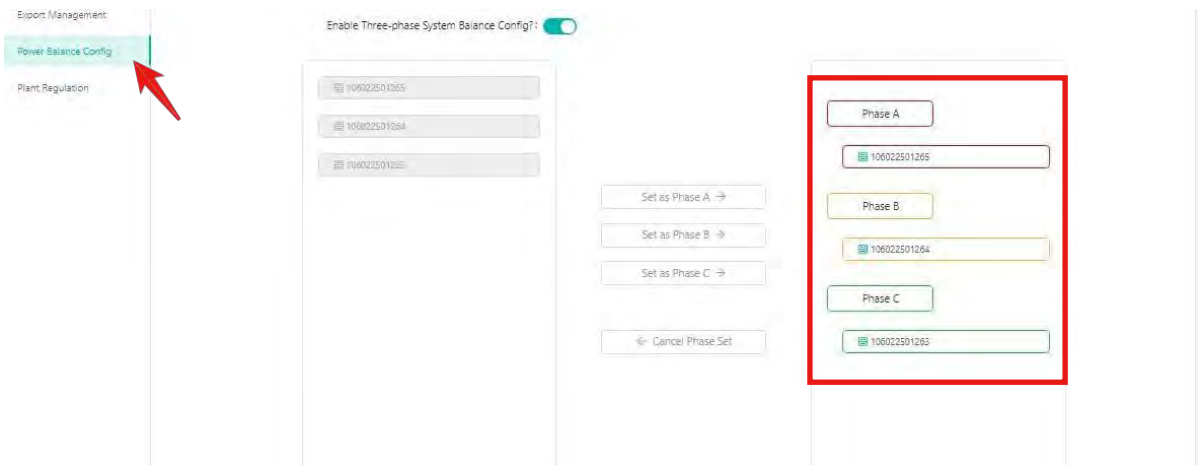 Export Management
Power Balance Config
Plant Regulation
Enable Three-phase System Balance Config?:
106022501265
106022501264
Set as Phase A →
Set as Phase B →
Set as Phase C →
← Cancel Phase Set
Phase A
106022501265
Phase B
106022501264
Phase C
106022501263